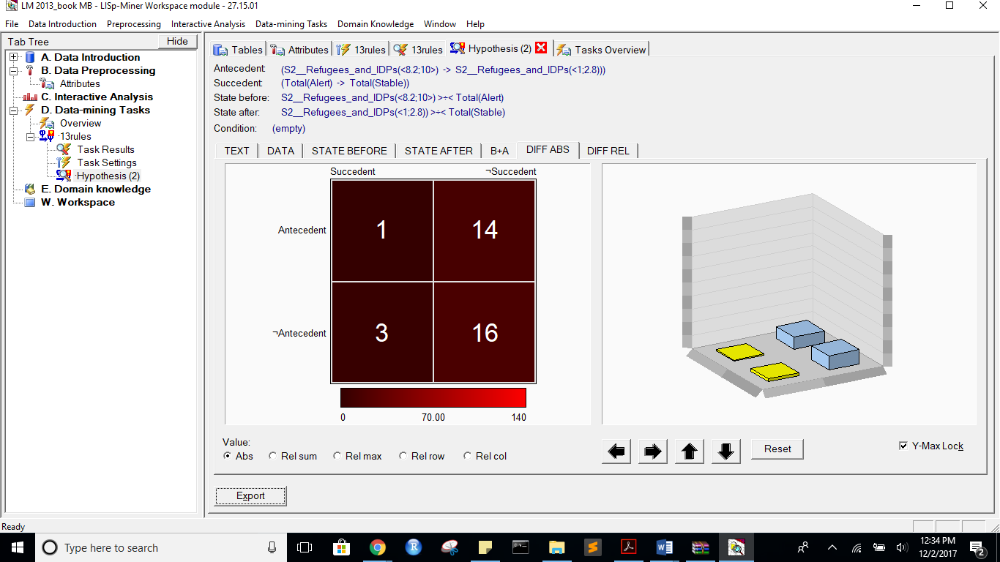 LM 2013_book MB - LISp-Miner Workspace module - 27.15.01
File Data Introduction Preprocessing Interactive Analysis Data-mining Tasks Domain Knowledge Window Help
Tab Tree Hide
A. Data Introduction
B. Data Preprocessing
Attributes
C. Interactive Analysis
D. Data-mining Tasks
Overview
·13rules
Task Results
Task Settings
·Hypothesis (2)
E. Domain knowledge
W. Workspace
Tables Attributes 13rules 13rules Hypothesis (2) Tasks Overview
Antecedent: (S2__Refugees_and_IDPs(<8.2;10>) -> S2__Refugees_and_IDPs(<1;2.8)))
Succedent: (Total(Alert) -> Total(Stable))
State before: S2__Refugees_and_IDPs(<8.2;10>) >÷< Total(Alert)
State after: S2__Refugees_and_IDPs(<1;2.8)) >÷< Total(Stable)
Condition: (empty)
TEXT DATA STATE BEFORE STATE AFTER B+A DIFF ABS DIFF REL
Succedent ¬Succedent
Antecedent 1 14
¬Antecedent 3 16
0 70.00 140
Value:
Abs Rel sum Rel max Rel row Rel col
Reset
Y-Max Lock
Export
Ready
Type here to search
12:34 PM
12/2/2017
2